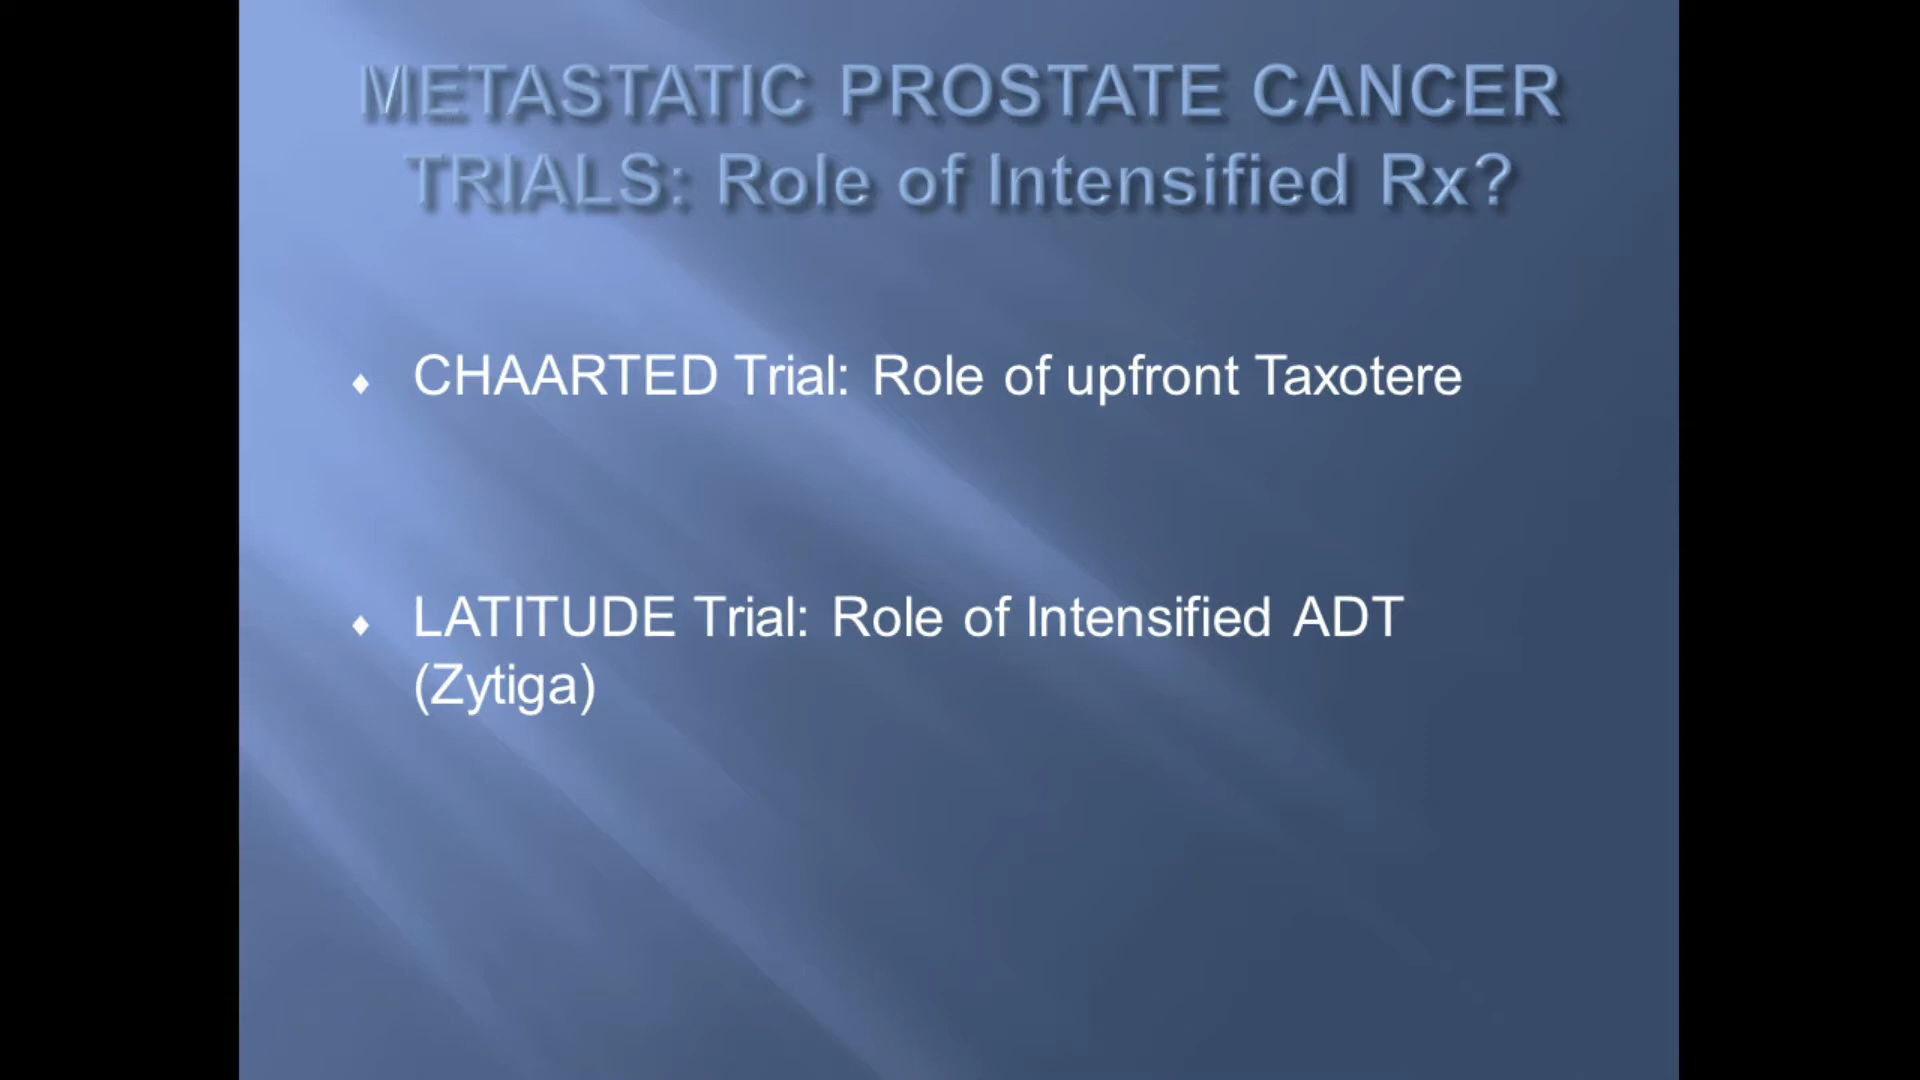 METASTATIC PROSTATE CANCER
TRIALS: Role of Intensified Rx?
CHAARTED Trial: Role of upfront Taxotere
LATITUDE Trial: Role of Intensified ADT
(Zytiga)